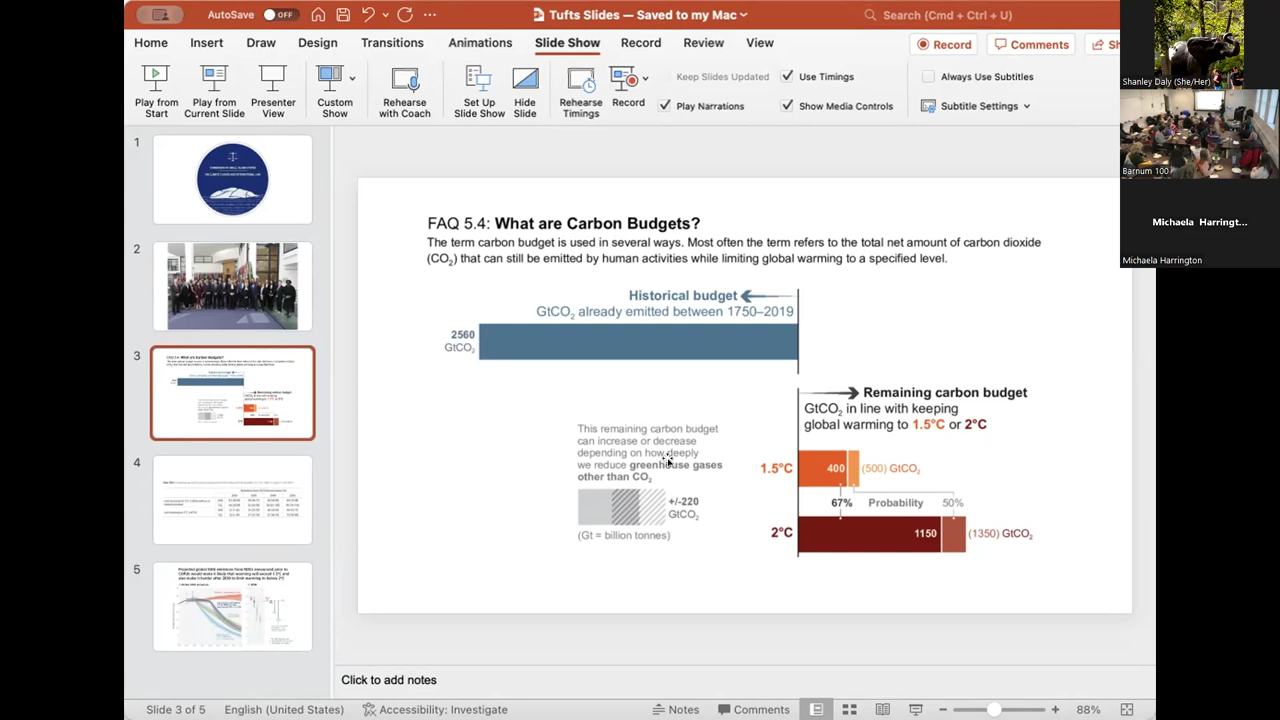 AutoSave OFF
Tufts Slides — Saved to my Mac
Search (Cmd + Ctrl + U)
Home Insert Draw Design Transitions Animations Slide Show Record Review View
Record Comments Sh
Play from Start
Play from Current Slide
Presenter View
Custom Show
Rehearse with Coach
Set Up Slide Show
Hide Slide
Rehearse Timings
Record
Keep Slides Updated
Use Timings
Play Narrations
Show Media Controls
Always Use Subtitles
Subtitle Settings
1
2
3
4
5
FAQ 5.4: What are Carbon Budgets?
The term carbon budget is used in several ways. Most often the term refers to the total net amount of carbon dioxide
(CO₂) that can still be emitted by human activities while limiting global warming to a specified level.
Historical budget
GtCO₂ already emitted between 1750–2019
2560
GtCO₂
Remaining carbon budget
GtCO₂ in line with keeping
global warming to 1.5°C or 2°C
This remaining carbon budget
can increase or decrease
depending on how deeply
we reduce greenhouse gases
other than CO₂
+/-220
GtCO₂
(Gt = billion tonnes)
1.5°C 400 (500) GtCO₂
67% Probability 50%
2°C 1150 (1350) GtCO₂
Click to add notes
Slide 3 of 5 English (United States) Accessibility: Investigate Notes Comments 88%
Shanley Daly (She/Her)
Barnum 100
Michaela Harringt...
Michaela Harrington